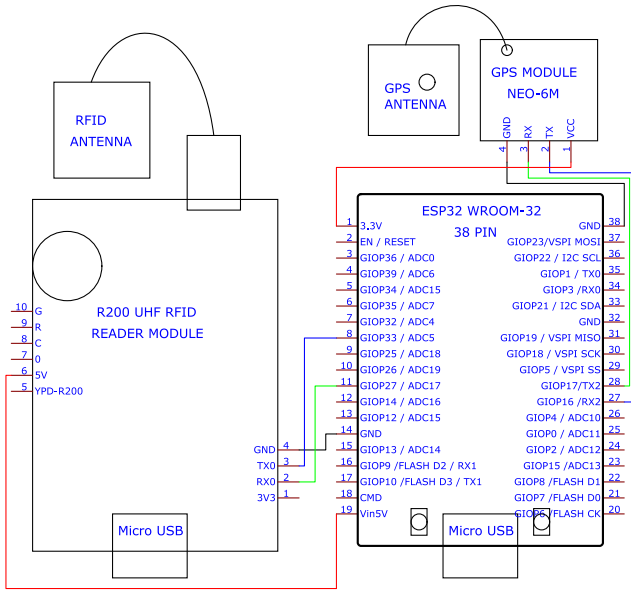 GPS MODULE
NEO-6M
GPS
ANTENNA
RFID
ANTENNA
GND
RX
TX
VCC
4
3
2
1
ESP32 WROOM-32
38 PIN
1 3.3V
2 EN / RESET
3 GIOP36 / ADC0
4 GIOP39 / ADC6
5 GIOP34 / ADC15
6 GIOP35 / ADC7
7 GIOP32 / ADC4
8 GIOP33 / ADC5
9 GIOP25 / ADC18
10 GIOP26 / ADC19
11 GIOP27 / ADC17
12 GIOP14 / ADC16
13 GIOP12 / ADC15
14 GND
15 GIOP13 / ADC14
16 GIOP9 /FLASH D2 / RX1
17 GIOP10 /FLASH D3 / TX1
18 CMD
19 Vin5V
GND 38
GIOP23/VSPI MOSI 37
GIOP22 / I2C SCL 36
GIOP1 / TX0 35
GIOP3 /RX0 34
GIOP21 / I2C SDA 33
GND 32
GIOP19 / VSPI MISO 31
GIOP18 / VSPI SCK 30
GIOP5 / VSPI SS 29
GIOP17/TX2 28
GIOP16 /RX2 27
GIOP4 / ADC10 26
GIOP0 / ADC11 25
GIOP2 / ADC12 24
GIOP15 /ADC13 23
GIOP8 /FLASH D1 22
GIOP7 /FLASH D0 21
GIOP6 /FLASH CK 20
Micro USB
R200 UHF RFID
READER MODULE
10 G
9 R
8 C
7 0
6 5V
5 YPD-R200
GND 4
TX0 3
RX0 2
3V3 1
Micro USB